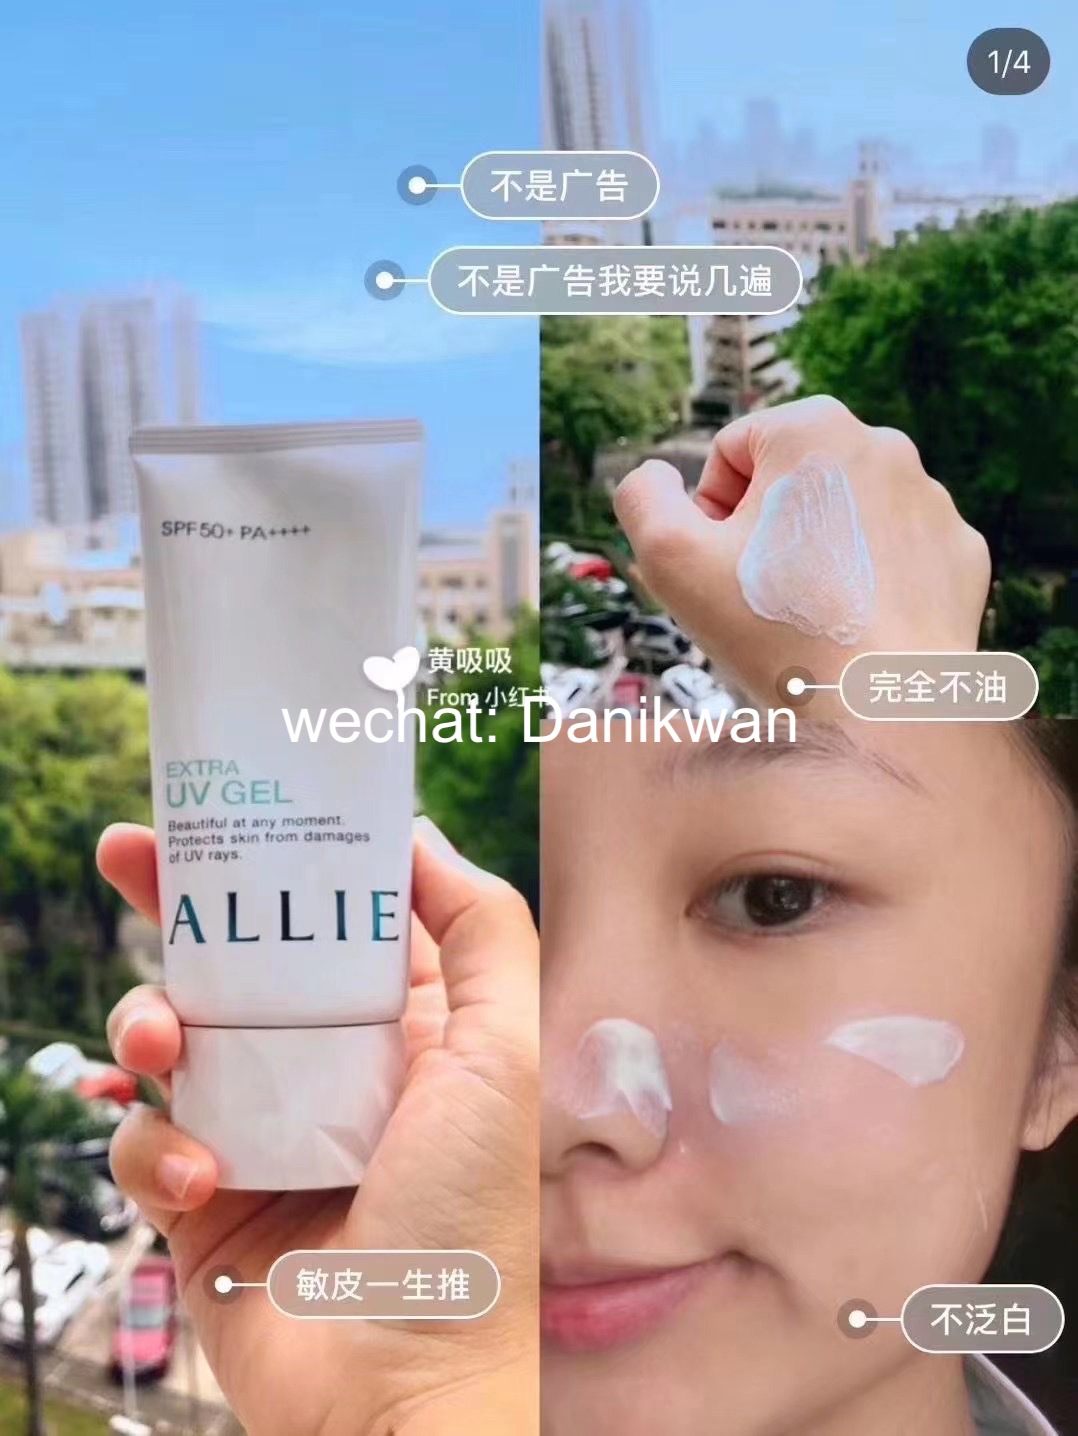 1/4
不是广告
不是广告我要说几遍
SPF50+ PA++++
黄吸吸
From 小红书
wechat: Danikwan
完全不油
EXTRA
UV GEL
Beautiful at any moment.
Protects skin from damages
of UV rays.
ALLIE
敏皮一生推
不泛白